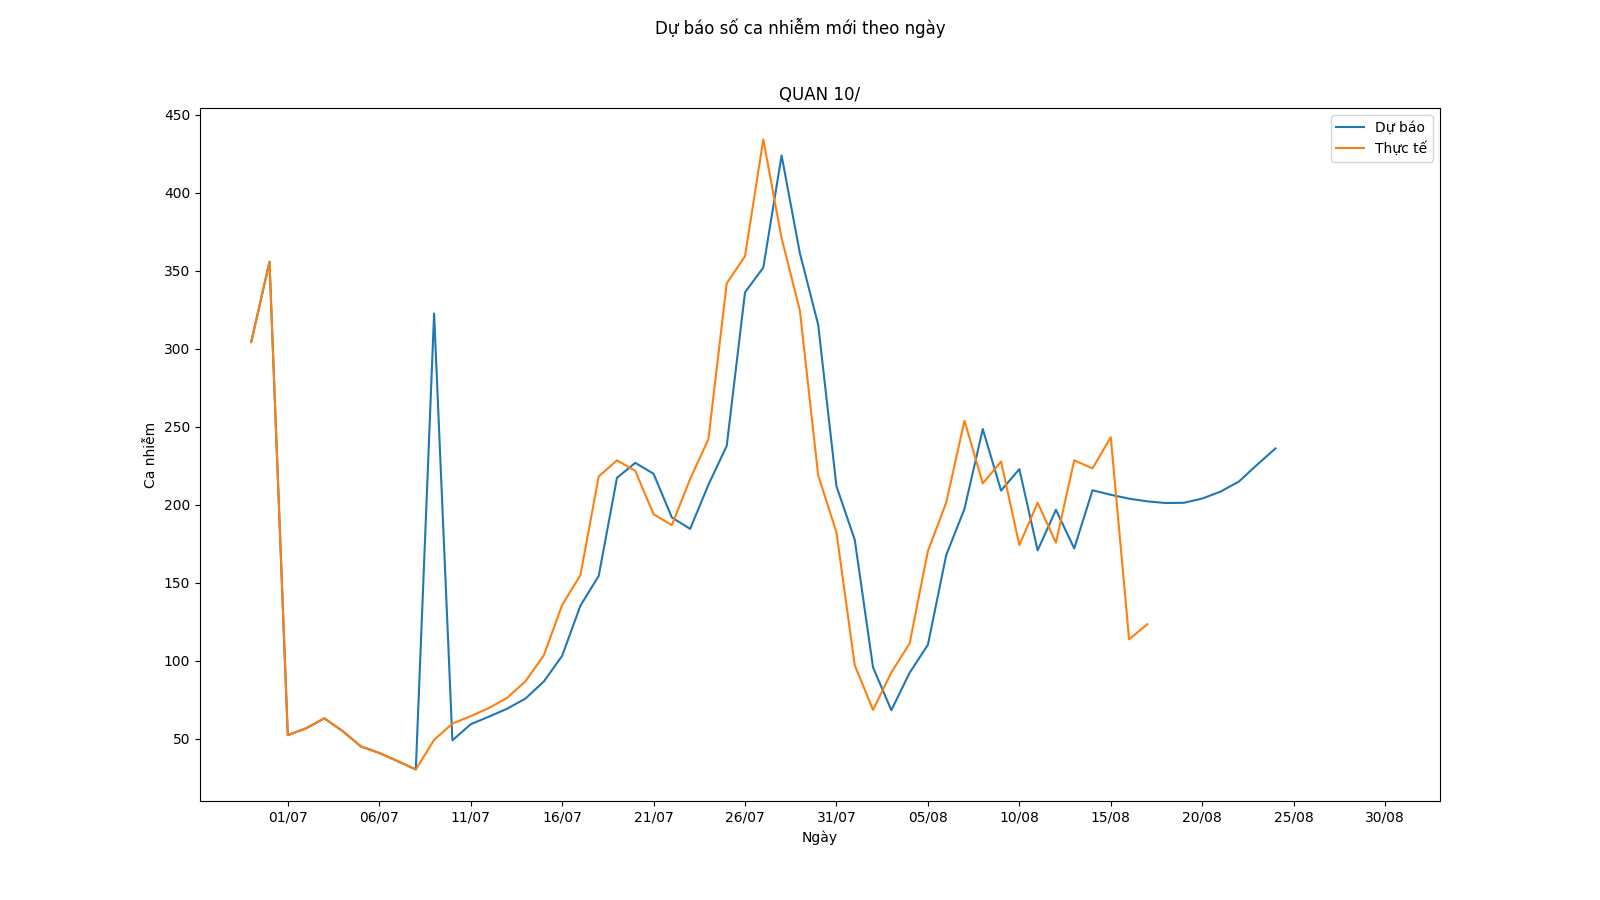 Dự báo số ca nhiễm mới theo ngày
QUAN 10/
Dự báo
Thực tế
Ca nhiễm
450
400
350
300
250
200
150
100
50
01/07 06/07 11/07 16/07 21/07 26/07 31/07 05/08 10/08 15/08 20/08 25/08 30/08
Ngày